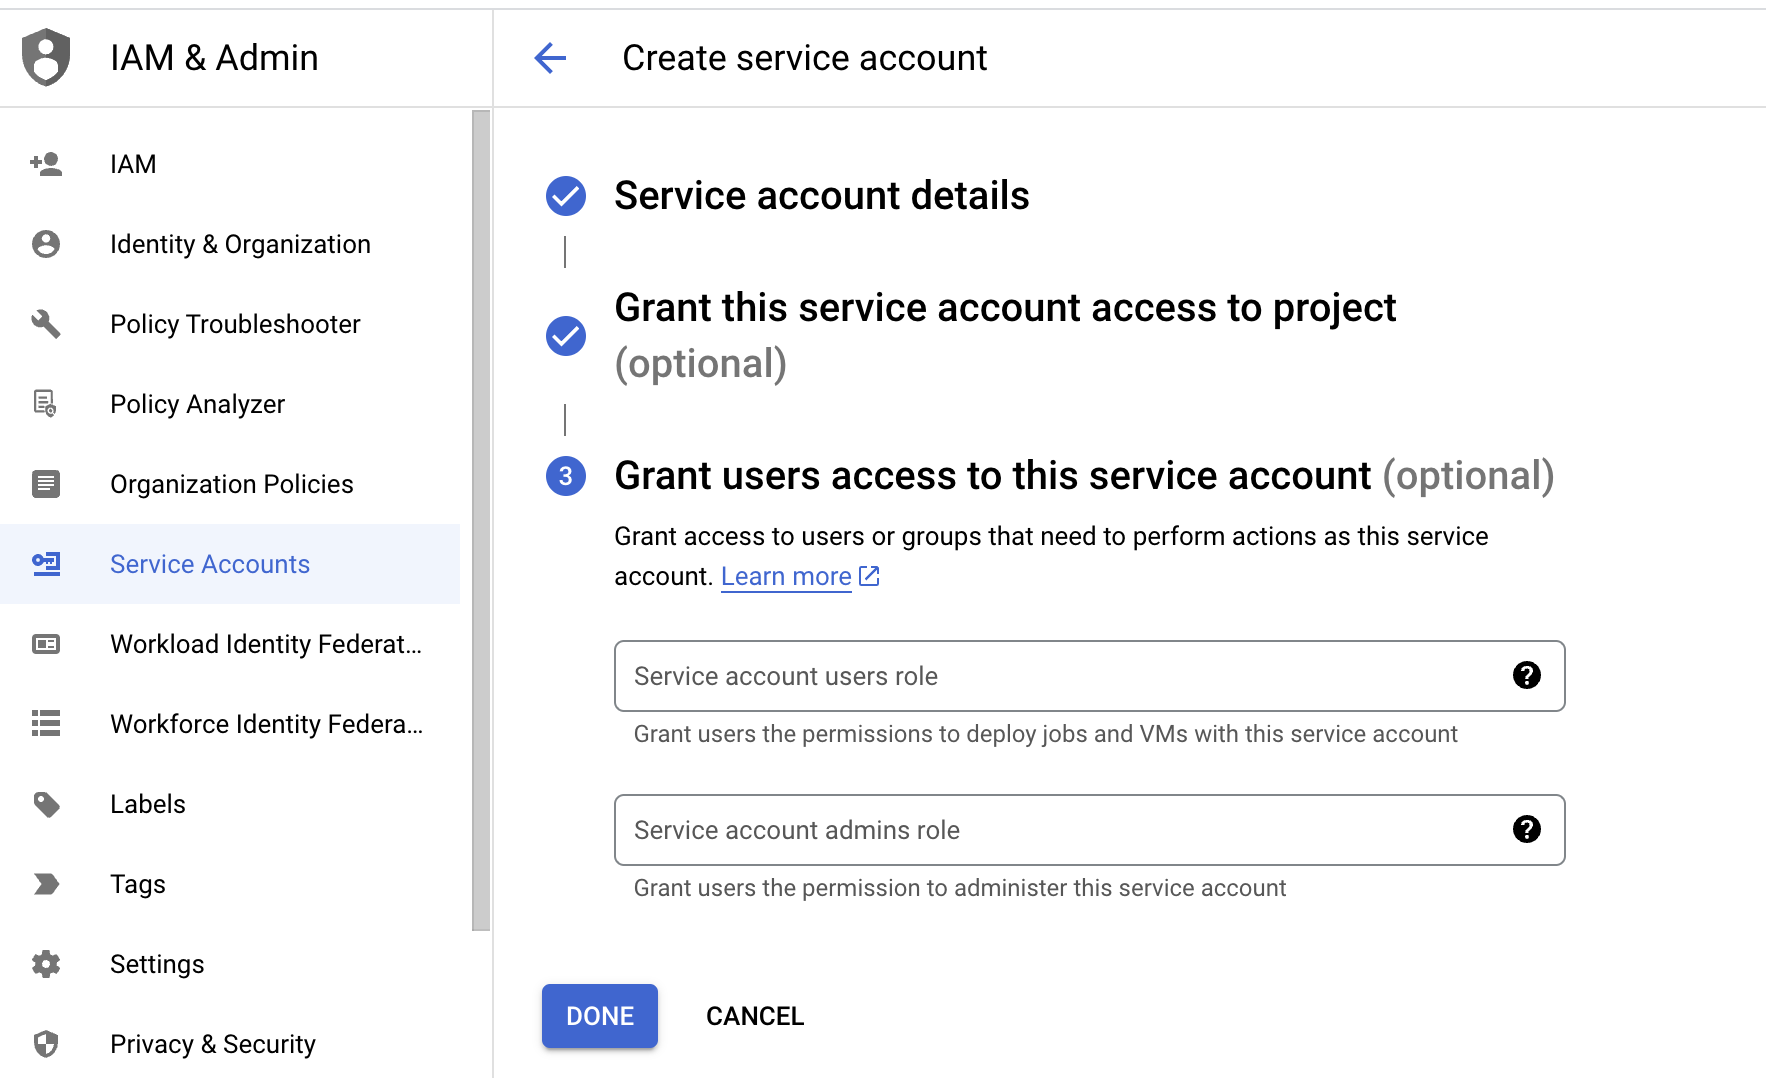 IAM & Admin
Create service account
IAM
Identity & Organization
Policy Troubleshooter
Policy Analyzer
Organization Policies
Service Accounts
Workload Identity Federat...
Workforce Identity Federa...
Labels
Tags
Settings
Privacy & Security
Service account details
Grant this service account access to project
(optional)
3 Grant users access to this service account (optional)
Grant access to users or groups that need to perform actions as this service
account. Learn more
Service account users role ?
Grant users the permissions to deploy jobs and VMs with this service account
Service account admins role ?
Grant users the permission to administer this service account
DONE CANCEL